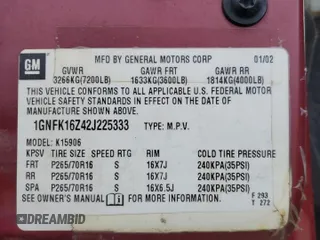 GM
MFD BY GENERAL MOTORS CORP 01/02
GVWR GAWR FRT GAWR RR
3266KG(7200LB) 1633KG(3600LB) 1814KG(4000LB)
THIS VEHICLE CONFORMS TO ALL APPLICABLE U.S. FEDERAL MOTOR
VEHICLE SAFETY STANDARDS IN EFFECT ON THE DATE OF
MANUFACTURE SHOWN ABOVE.
1GNFK16Z42J225333 TYPE: M.P.V.
MODEL: K15906
KPSV TIRE SIZE SPEED RTG RIM COLD TIRE PRESSURE
FRT P265/70R16 S 16X7J 240KPA(35PSI)
RR P265/70R16 S 16X7J 240KPA(35PSI)
SPA P265/70R16 S 16X6.5J 240KPA(35PSI)
SEE OWNER'S MANUAL FOR MORE INFORMATION.
F 293
T 272
DREAMBID